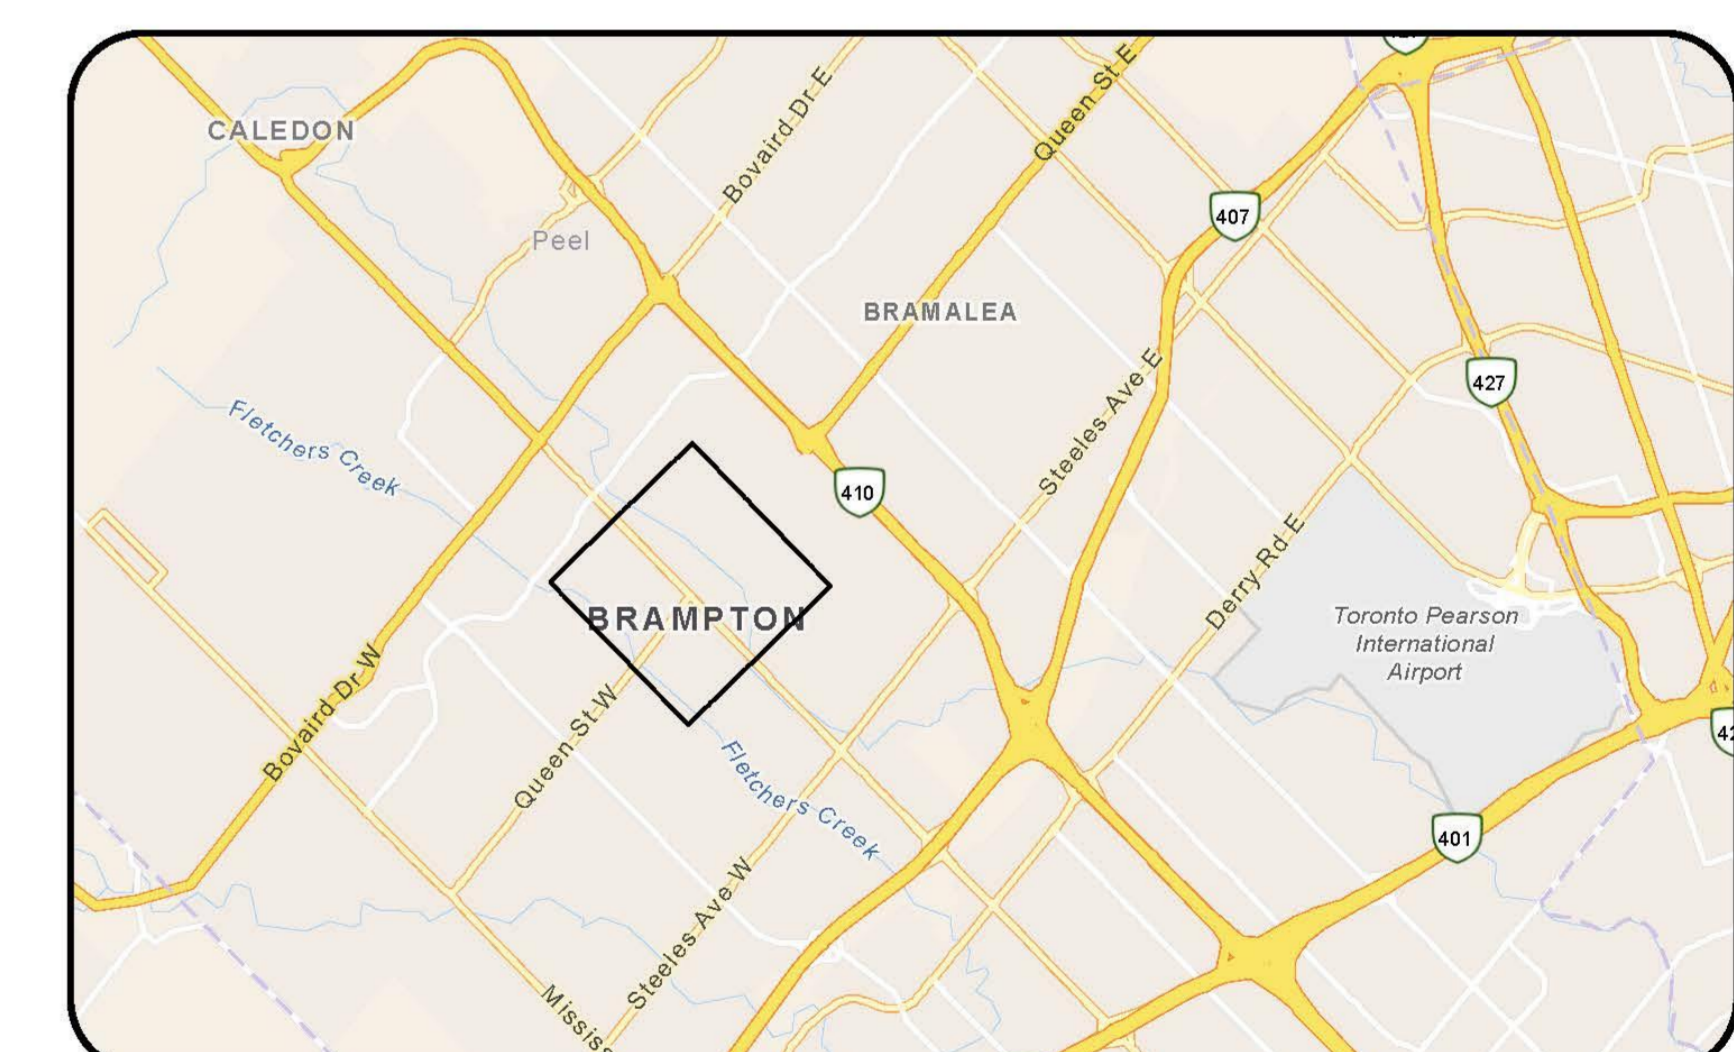 CALEDON
Bovaird Dr E
Queen St E
407
Peel
BRAMALEA
427
Fletchers Creek
Steeles Ave E
410
Derry Rd E
BRAMPTON
Toronto Pearson
International
Airport
Bovaird Dr W
Queen St W
Fletchers Creek
401
Steeles Ave W